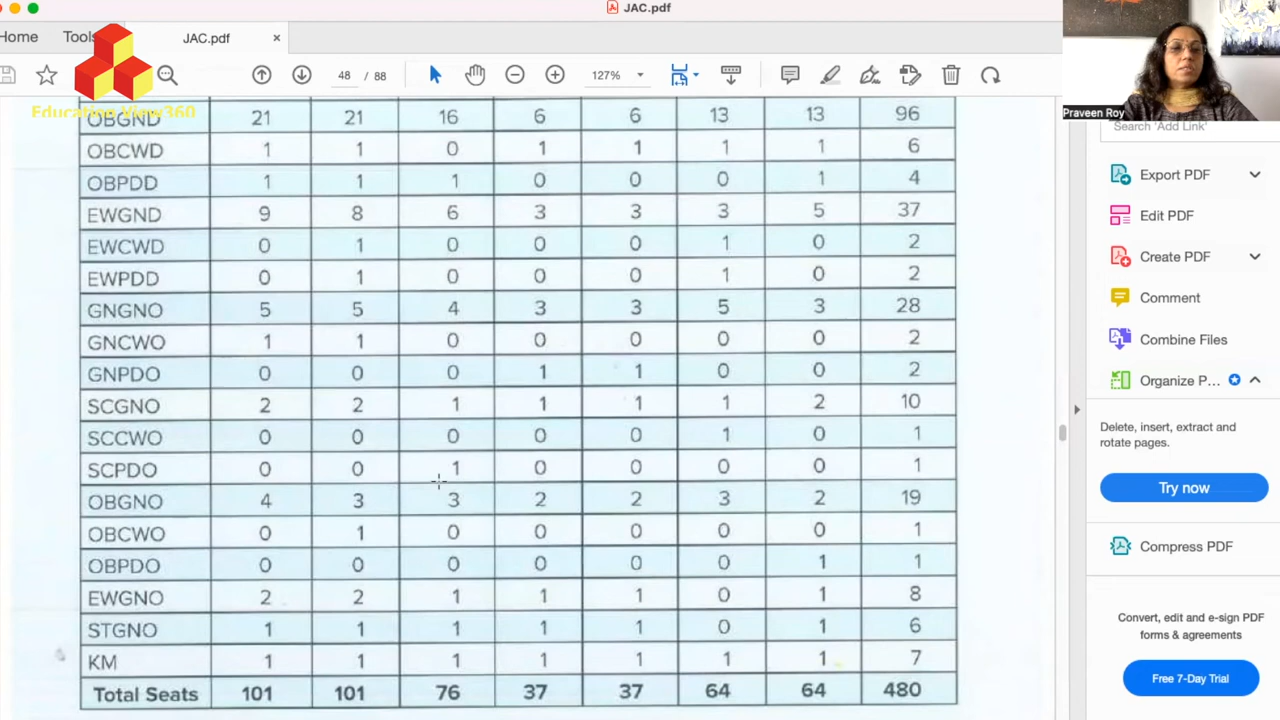 JAC.pdf
Home
Tools
JAC.pdf
×
48 / 88
127%
Education View360
Praveen Roy
OBGND 21 21 16 6 6 13 13 96
OBCWD 1 1 0 1 1 1 1 6
OBPDD 1 1 1 0 0 0 1 4
EWGND 9 8 6 3 3 3 5 37
EWCWD 0 1 0 0 0 1 0 2
EWPDD 0 1 0 0 0 1 0 2
GNGNO 5 5 4 3 3 5 3 28
GNCWO 1 1 0 0 0 0 0 2
GNPDO 0 0 0 1 1 0 0 2
SCGNO 2 2 1 1 1 1 2 10
SCCWO 0 0 0 0 0 1 0 1
SCPDO 0 0 1 0 0 0 0 1
OBGNO 4 3 3 2 2 3 2 19
OBCWO 0 1 0 0 0 0 0 1
OBPDO 0 0 0 0 0 0 1 1
EWGNO 2 2 1 1 1 0 1 8
STGNO 1 1 1 1 1 0 1 6
KM 1 1 1 1 1 1 1 7
Total Seats 101 101 76 37 37 64 64 480
Search 'Add Link'
Export PDF
Edit PDF
Create PDF
Comment
Combine Files
Organize P...
Delete, insert, extract and
rotate pages.
Try now
Compress PDF
Convert, edit and e-sign PDF
forms & agreements
Free 7-Day Trial